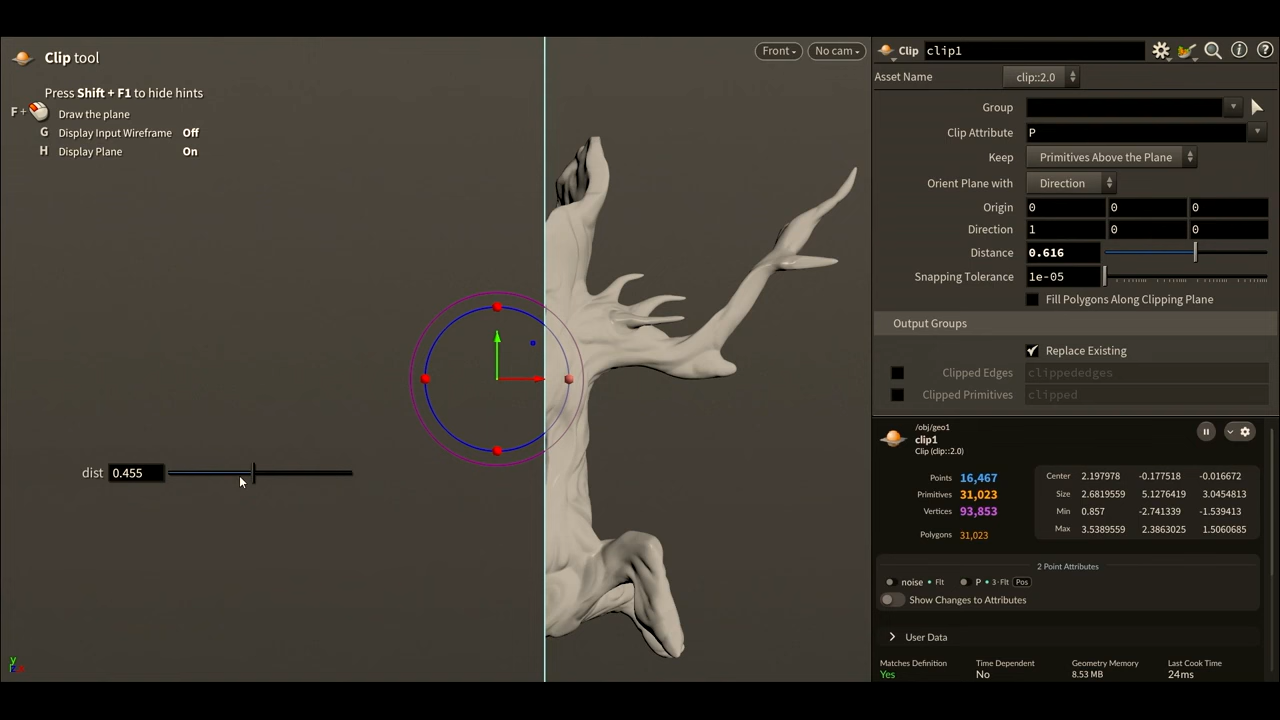 Clip tool
Press Shift + F1 to hide hints
F + Draw the plane
G Display Input Wireframe Off
H Display Plane On
Front
No cam
dist 0.455
y
Clip clip1
Asset Name clip::2.0
Group
Clip Attribute P
Keep Primitives Above the Plane
Orient Plane with Direction
Origin 0 0 0
Direction 1 0 0
Distance 0.616
Snapping Tolerance 1e-05
Fill Polygons Along Clipping Plane
Output Groups
Replace Existing
Clipped Edges clippededges
Clipped Primitives clipped
/obj/geo1
clip1
Clip (clip::2.0)
Points 16,467
Primitives 31,023
Vertices 93,853
Polygons 31,023
Center 2.197978 -0.177518 -0.016672
Size 2.6819559 5.1276419 3.0454813
Min 0.857 -2.741339 -1.539413
Max 3.5389559 2.3863025 1.5060685
2 Point Attributes
noise • Flt P • 3·Flt Pos
Show Changes to Attributes
User Data
Matches Definition Time Dependent Geometry Memory Last Cook Time
Yes No 8.53 MB 24ms